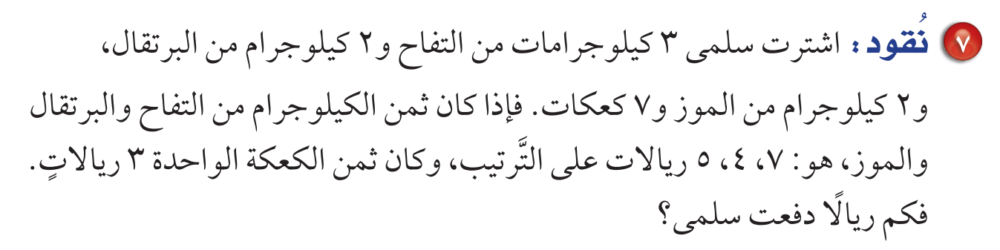 ٧ نُقود: اشترت سلمى ٣ كيلوجرامات من التفاح و٢ كيلوجرام من البرتقال،
و٢ كيلوجرام من الموز و٧ كعكات. فإذا كان ثمن الكيلوجرام من التفاح والبرتقال
والموز، هو: ٧، ٤، ٥ ريالات على التَّرتيب، وكان ثمن الكعكة الواحدة ٣ ريالاتٍ.
فكم ريالًا دفعت سلمى؟